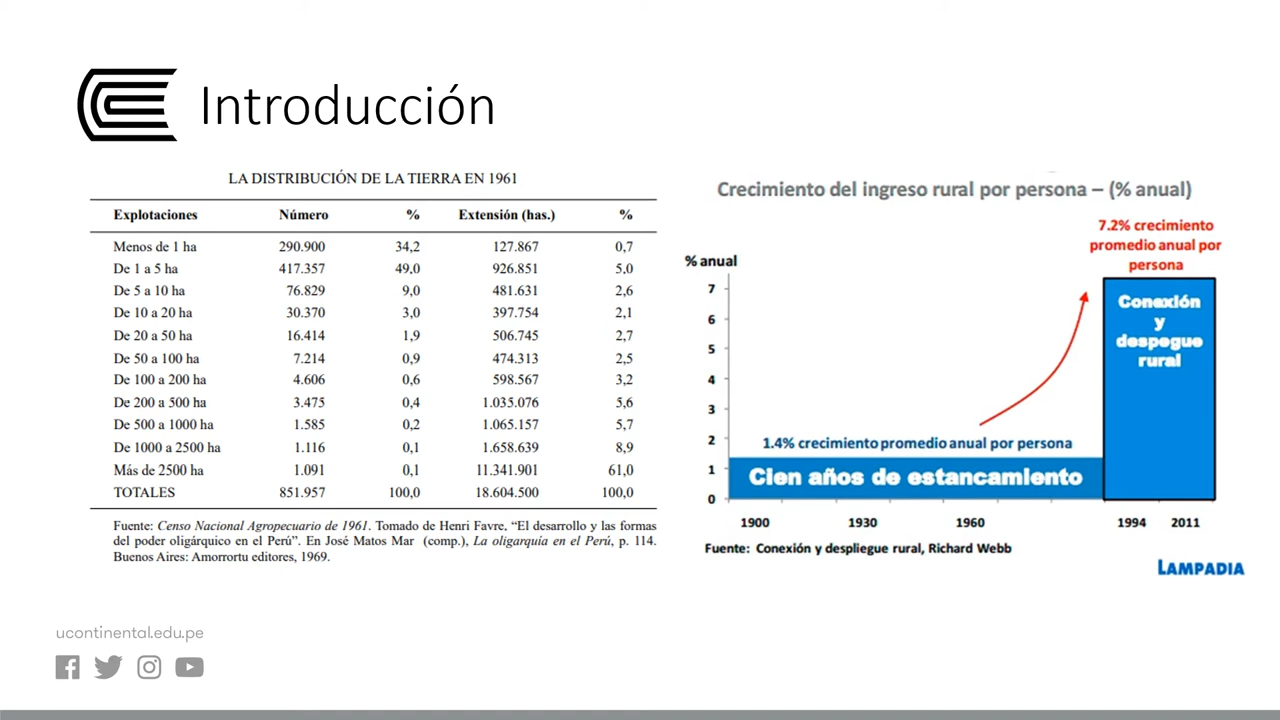 Introducción
LA DISTRIBUCIÓN DE LA TIERRA EN 1961
Explotaciones Número % Extensión (has.) %
Menos de 1 ha 290.900 34,2 127.867 0,7
De 1 a 5 ha 417.357 49,0 926.851 5,0
De 5 a 10 ha 76.829 9,0 481.631 2,6
De 10 a 20 ha 30.370 3,0 397.754 2,1
De 20 a 50 ha 16.414 1,9 506.745 2,7
De 50 a 100 ha 7.214 0,9 474.313 2,5
De 100 a 200 ha 4.606 0,6 598.567 3,2
De 200 a 500 ha 3.475 0,4 1.035.076 5,6
De 500 a 1000 ha 1.585 0,2 1.065.157 5,7
De 1000 a 2500 ha 1.116 0,1 1.658.639 8,9
Más de 2500 ha 1.091 0,1 11.341.901 61,0
TOTALES 851.957 100,0 18.604.500 100,0
Fuente: Censo Nacional Agropecuario de 1961. Tomado de Henri Favre, “El desarrollo y las formas
del poder oligárquico en el Perú”. En José Matos Mar (comp.), La oligarquía en el Perú, p. 114.
Buenos Aires: Amorrortu editores, 1969.
Crecimiento del ingreso rural por persona – (% anual)
7.2% crecimiento
promedio anual por
persona
% anual
7
6
5
4
3
2
1
0
Conexión
y
despegue
rural
1.4% crecimiento promedio anual por persona
Cien años de estancamiento
1900 1930 1960 1994 2011
Fuente: Conexión y despliegue rural, Richard Webb
LAMPADIA
ucontinental.edu.pe